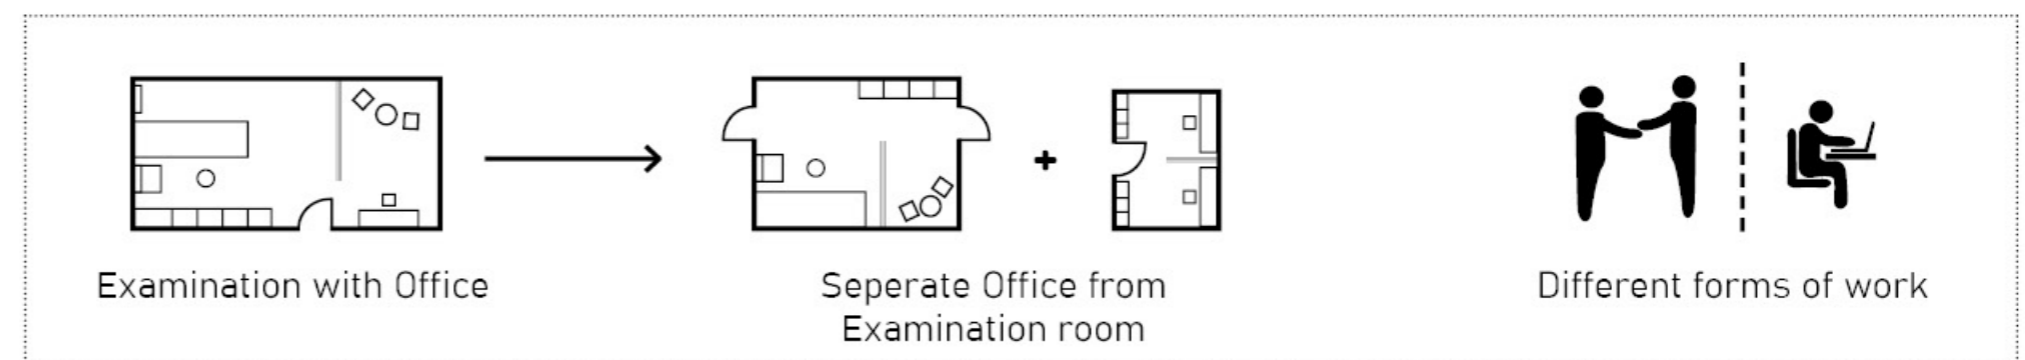 Examination with Office
Seperate Office from
Examination room
Different forms of work